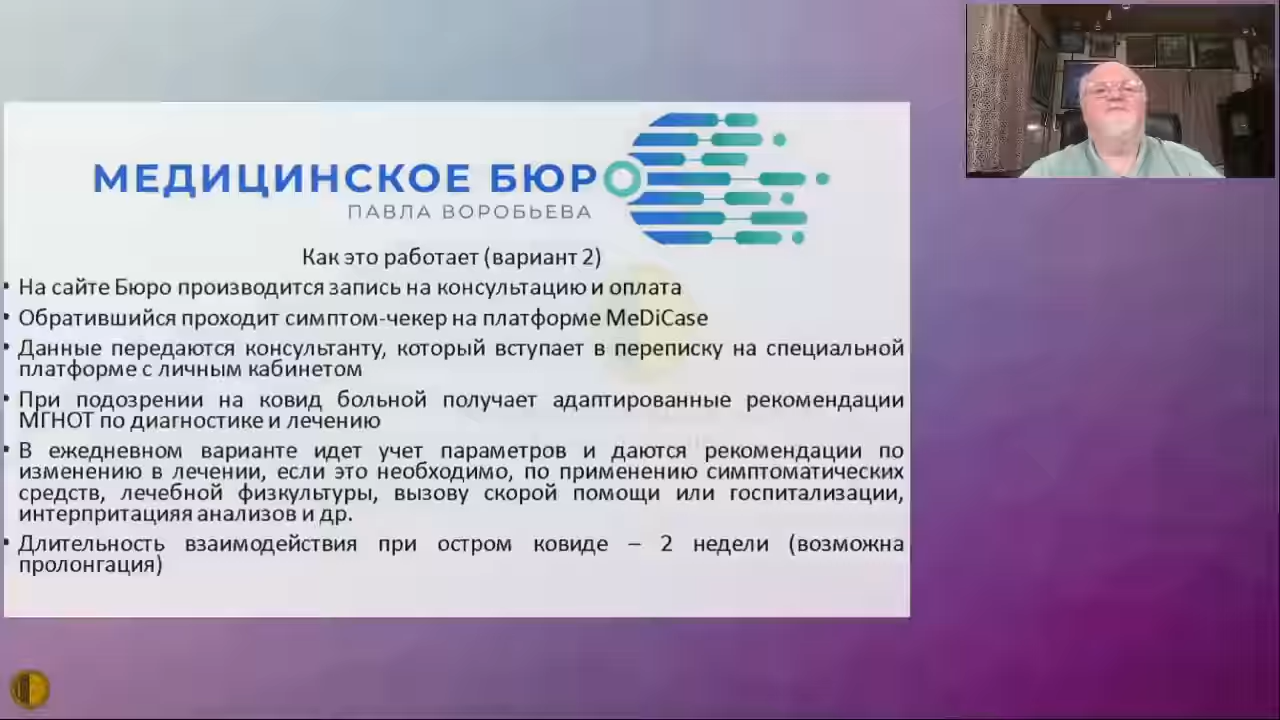 МЕДИЦИНСКОЕ БЮРО
ПАВЛА ВОРОБЬЕВА
Как это работает (вариант 2)
• На сайте Бюро производится запись на консультацию и оплата
• Обратившийся проходит симптом-чекер на платформе MeDiCase
• Данные передаются консультанту, который вступает в переписку на специальной
платформе с личным кабинетом
• При подозрении на ковид больной получает адаптированные рекомендации
МГНОТ по диагностике и лечению
• В ежедневном варианте идет учет параметров и даются рекомендации по
изменению в лечении, если это необходимо, по применению симптоматических
средств, лечебной физкультуры, вызову скорой помощи или госпитализации,
интерпритацияя анализов и др.
• Длительность взаимодействия при остром ковиде – 2 недели (возможна
пролонгация)